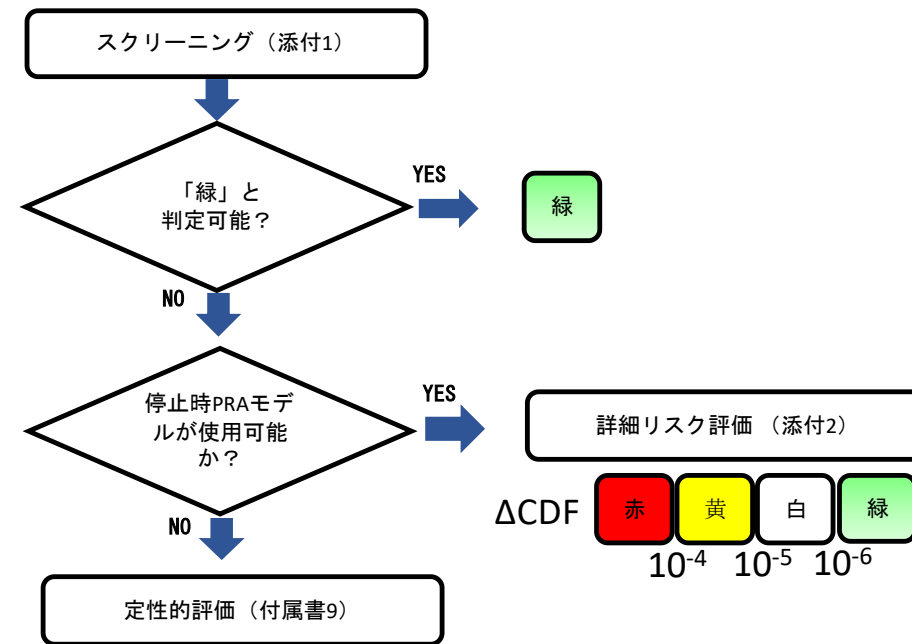 スクリーニング（添付1）
「緑」と
判定可能？
YES
緑
NO
停止時PRAモデ
ルが使用可能
か？
YES
詳細リスク評価 （添付2）
ΔCDF 赤 黄 白 緑
10-4 10-5 10-6
NO
定性的評価（付属書9）